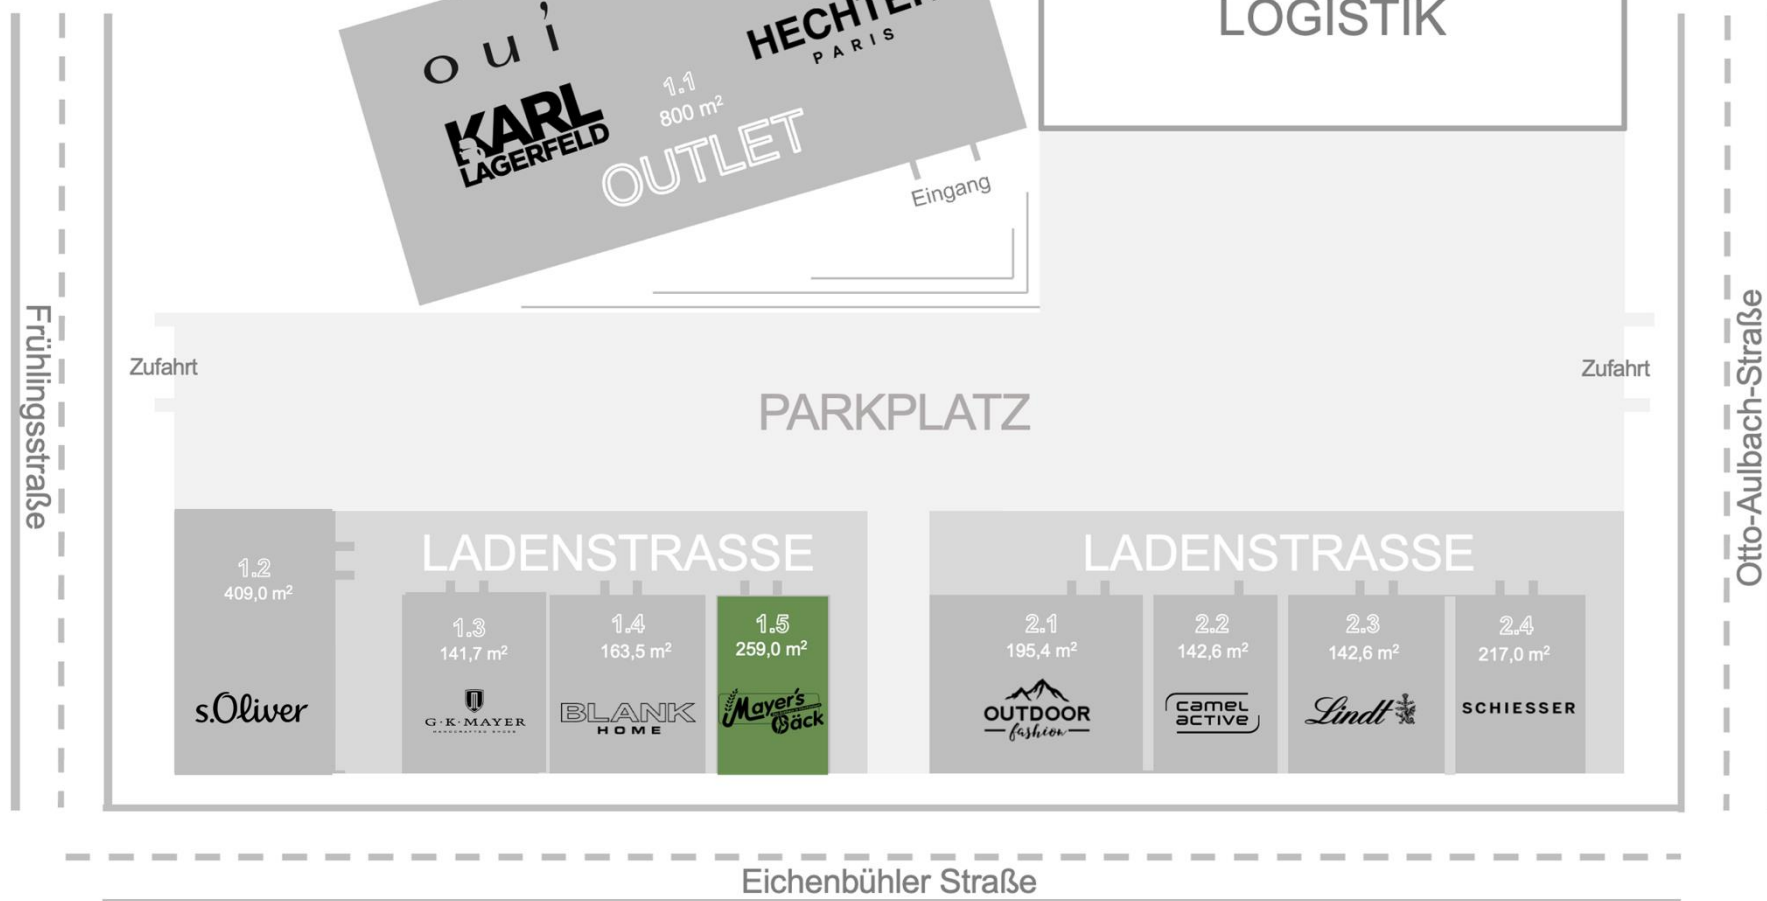 LOGISTIK
oui
HECHTER
PARIS
1.1
800 m²
KARL
LAGERFELD
OUTLET
Eingang
Frühlingsstraße
Zufahrt
PARKPLATZ
Zufahrt
Otto-Aulbach-Straße
LADENSTRASSE
LADENSTRASSE
1.2
409,0 m²
s.Oliver
1.3
141,7 m²
G·K·MAYER
1.4
163,5 m²
BLANK
HOME
1.5
259,0 m²
Mayer's
Bäck
2.1
195,4 m²
OUTDOOR
fashion
2.2
142,6 m²
camel
active
2.3
142,6 m²
Lindt
2.4
217,0 m²
SCHIESSER
Eichenbühler Straße